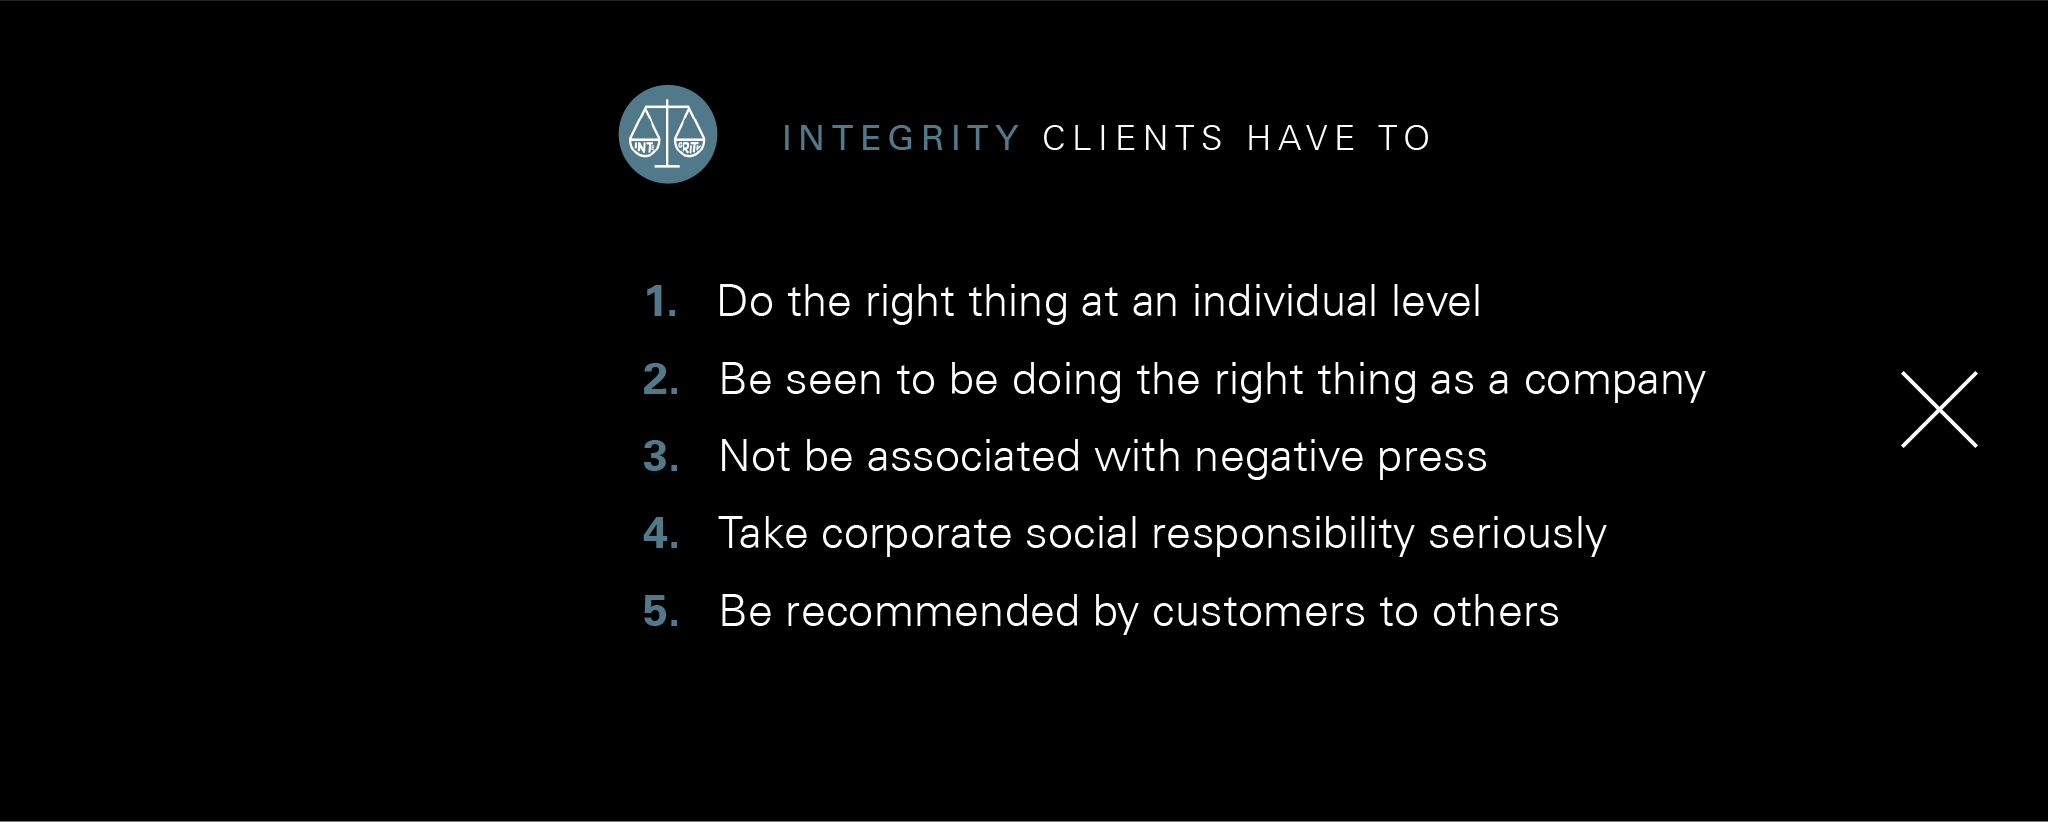 INTE GRITY
INTEGRITY CLIENTS HAVE TO
1. Do the right thing at an individual level
2. Be seen to be doing the right thing as a company
3. Not be associated with negative press
4. Take corporate social responsibility seriously
5. Be recommended by customers to others